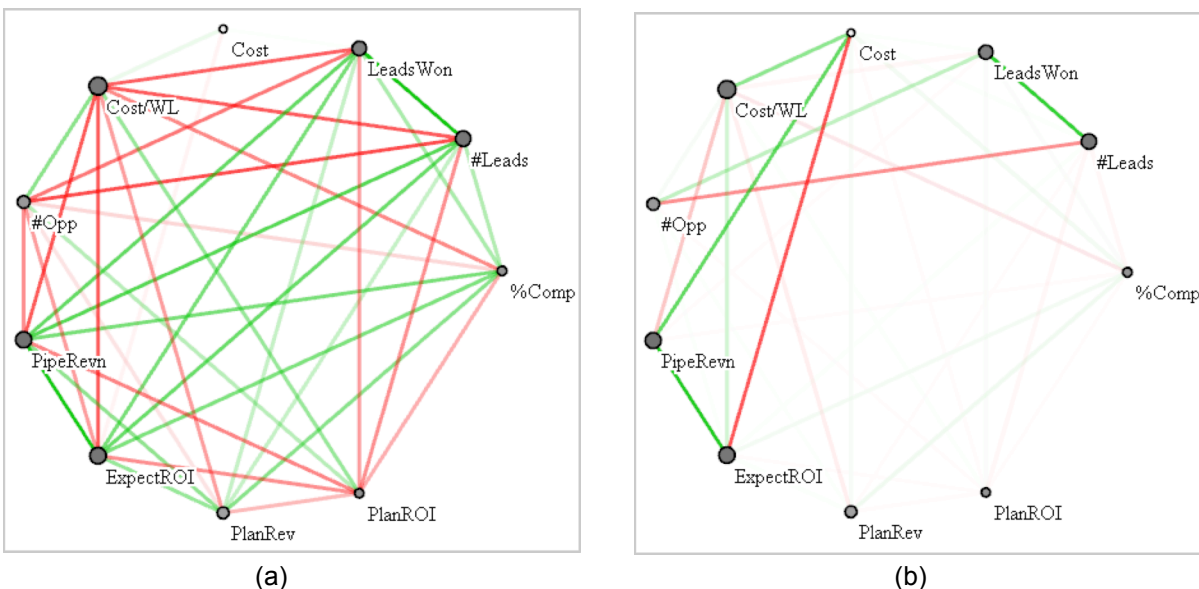 Cost
LeadsWon
Cost/WL
#Leads
#Opp
%Comp
PipeRevn
ExpectROI
PlanROI
PlanRev
(a)
Cost
LeadsWon
Cost/WL
#Leads
#Opp
%Comp
PipeRevn
ExpectROI
PlanROI
PlanRev
(b)